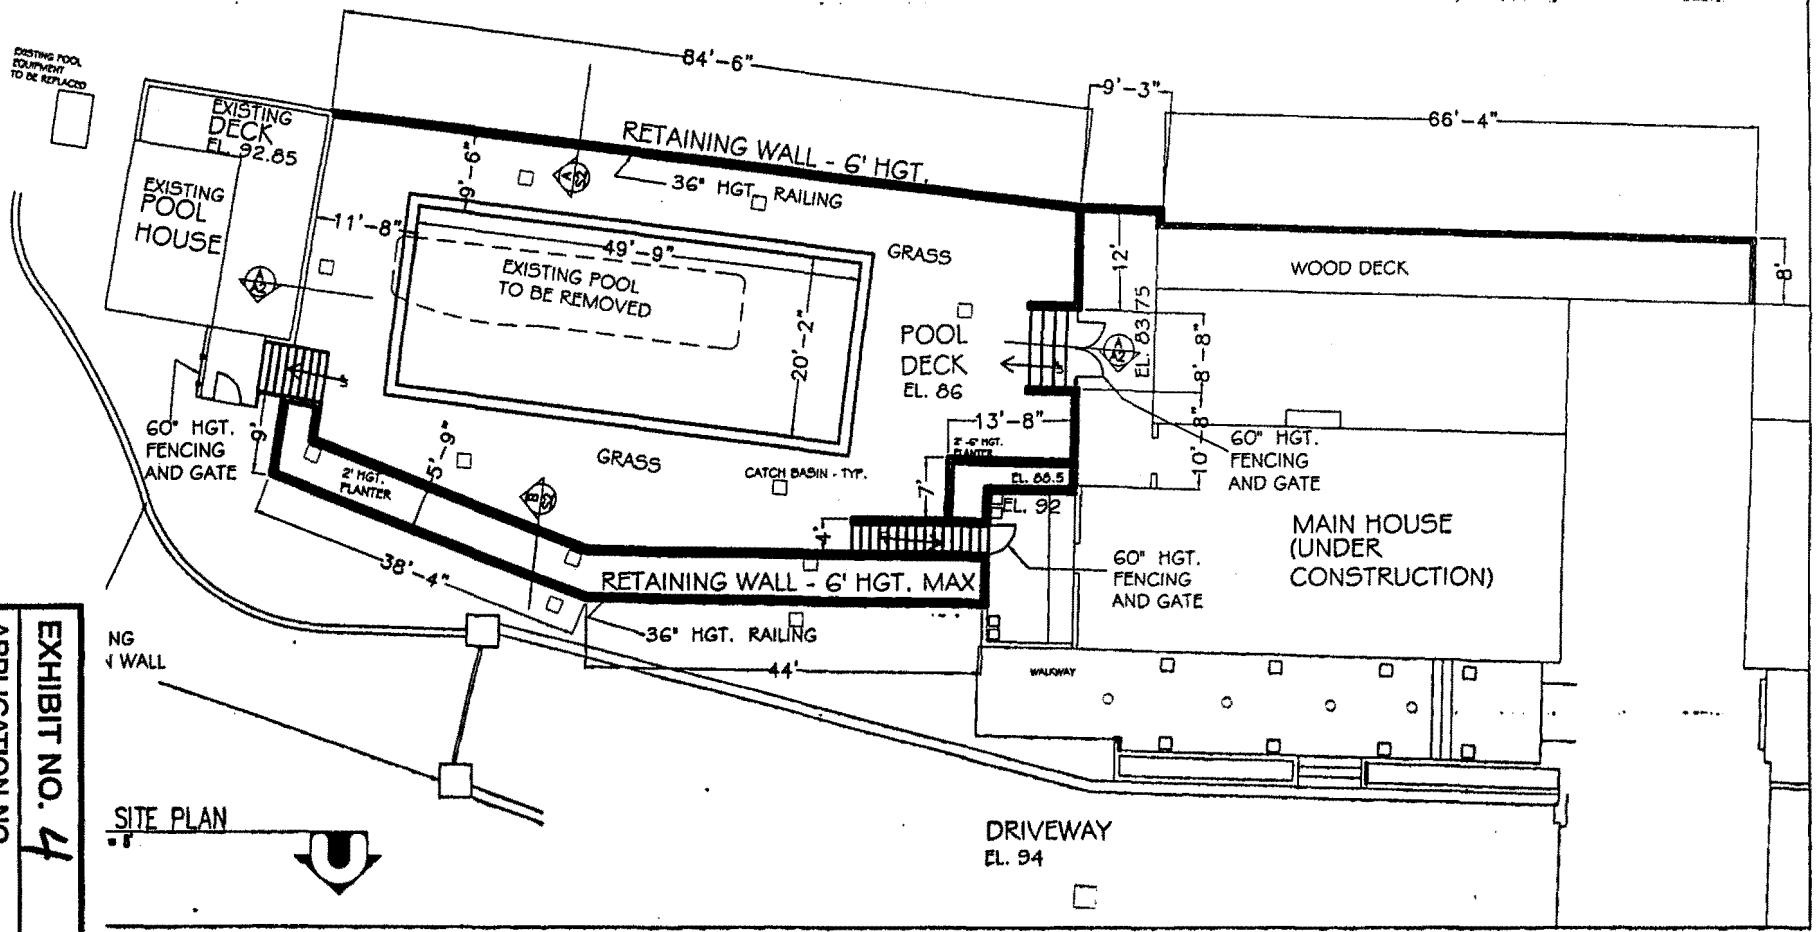 84'-6"
9'-3"
66'-4"
EXISTING POOL
EQUIPMENT
TO BE REPLACED
EXISTING
DECK
EL. 92.85
RETAINING WALL - 6' HGT.
36" HGT. RAILING
9'-6"
A
EXISTING
POOL
HOUSE
11'-8"
49'-9"
GRASS
12'
WOOD DECK
8'
EXISTING POOL
TO BE REMOVED
A
20'-2"
POOL
DECK
EL. 86
EL. 83.75
A
A2
8'-8"
13'-8"
10'-8"
60" HGT.
FENCING
AND GATE
60" HGT.
FENCING
AND GATE
9'
5'-9"
GRASS
2'-6" HGT.
PLANTER
CATCH BASIN - TYP.
EL. 88.5
7'
EL. 92
2' HGT.
PLANTER
B
4'
MAIN HOUSE
(UNDER
CONSTRUCTION)
38'-4"
RETAINING WALL - 6' HGT. MAX
60" HGT.
FENCING
AND GATE
36" HGT. RAILING
44'
WALKWAY
NG
N WALL
SITE PLAN
= 8'
DRIVEWAY
EL. 94
EXHIBIT NO. 4
APPLICATION NO